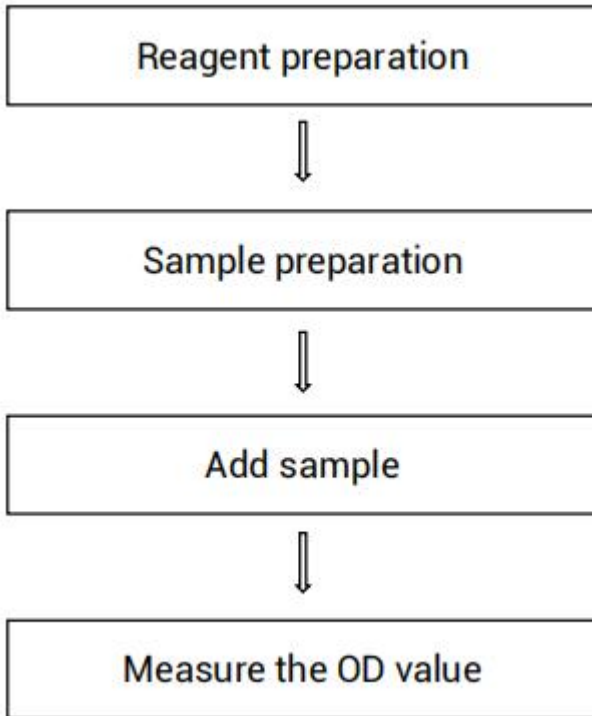 Reagent preparation
Sample preparation
Add sample
Measure the OD value